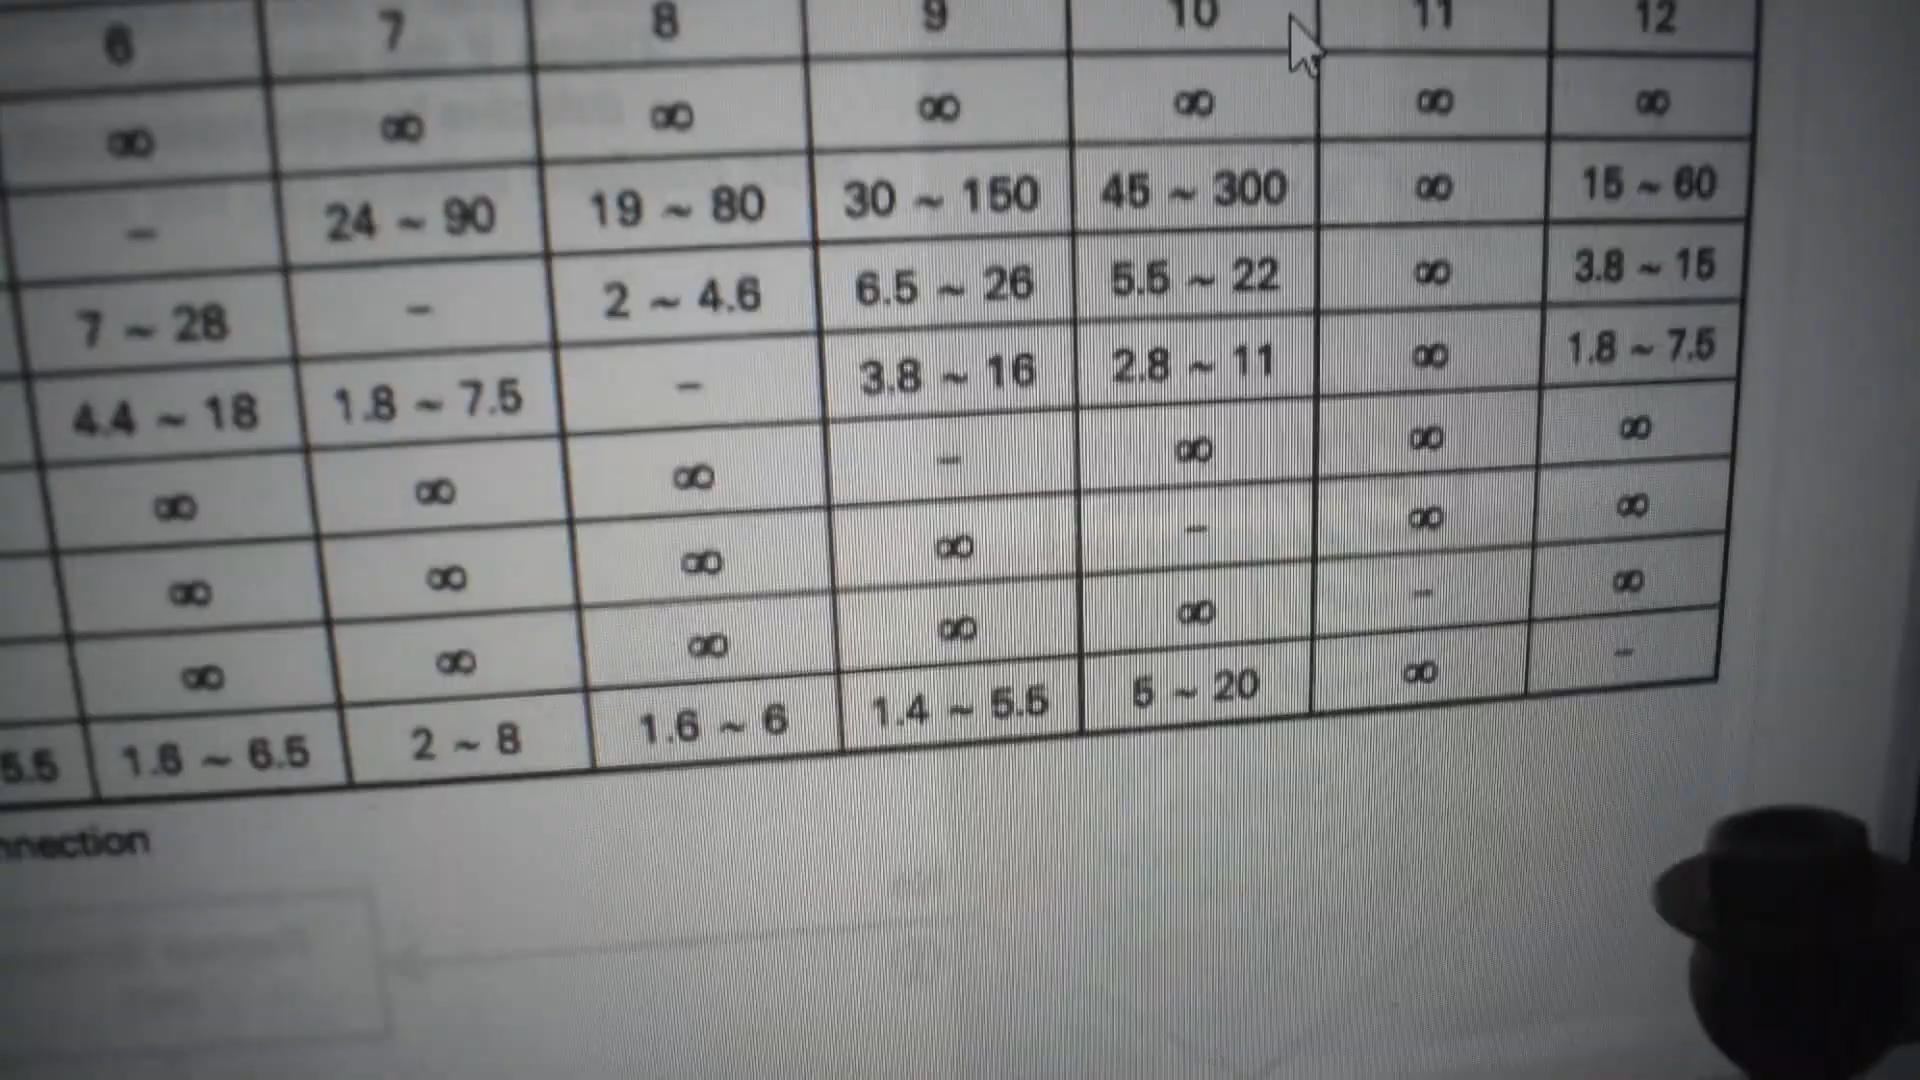 6 7 8 9 10 11 12
∞ ∞ ∞ ∞ ∞ ∞ ∞
– 24 ~ 90 19 ~ 80 30 ~ 150 45 ~ 300 ∞ 15 ~ 60
7 ~ 28 – 2 ~ 4.6 6.5 ~ 26 5.5 ~ 22 ∞ 3.8 ~ 15
4.4 ~ 18 1.8 ~ 7.5 – 3.8 ~ 16 2.8 ~ 11 ∞ 1.8 ~ 7.5
∞ ∞ ∞ – ∞ ∞ ∞
∞ ∞ ∞ ∞ – ∞ ∞
∞ ∞ ∞ ∞ ∞ – ∞
5.5 1.6 ~ 6.5 2 ~ 8 1.6 ~ 6 1.4 ~ 5.5 5 ~ 20 ∞ –
nnection